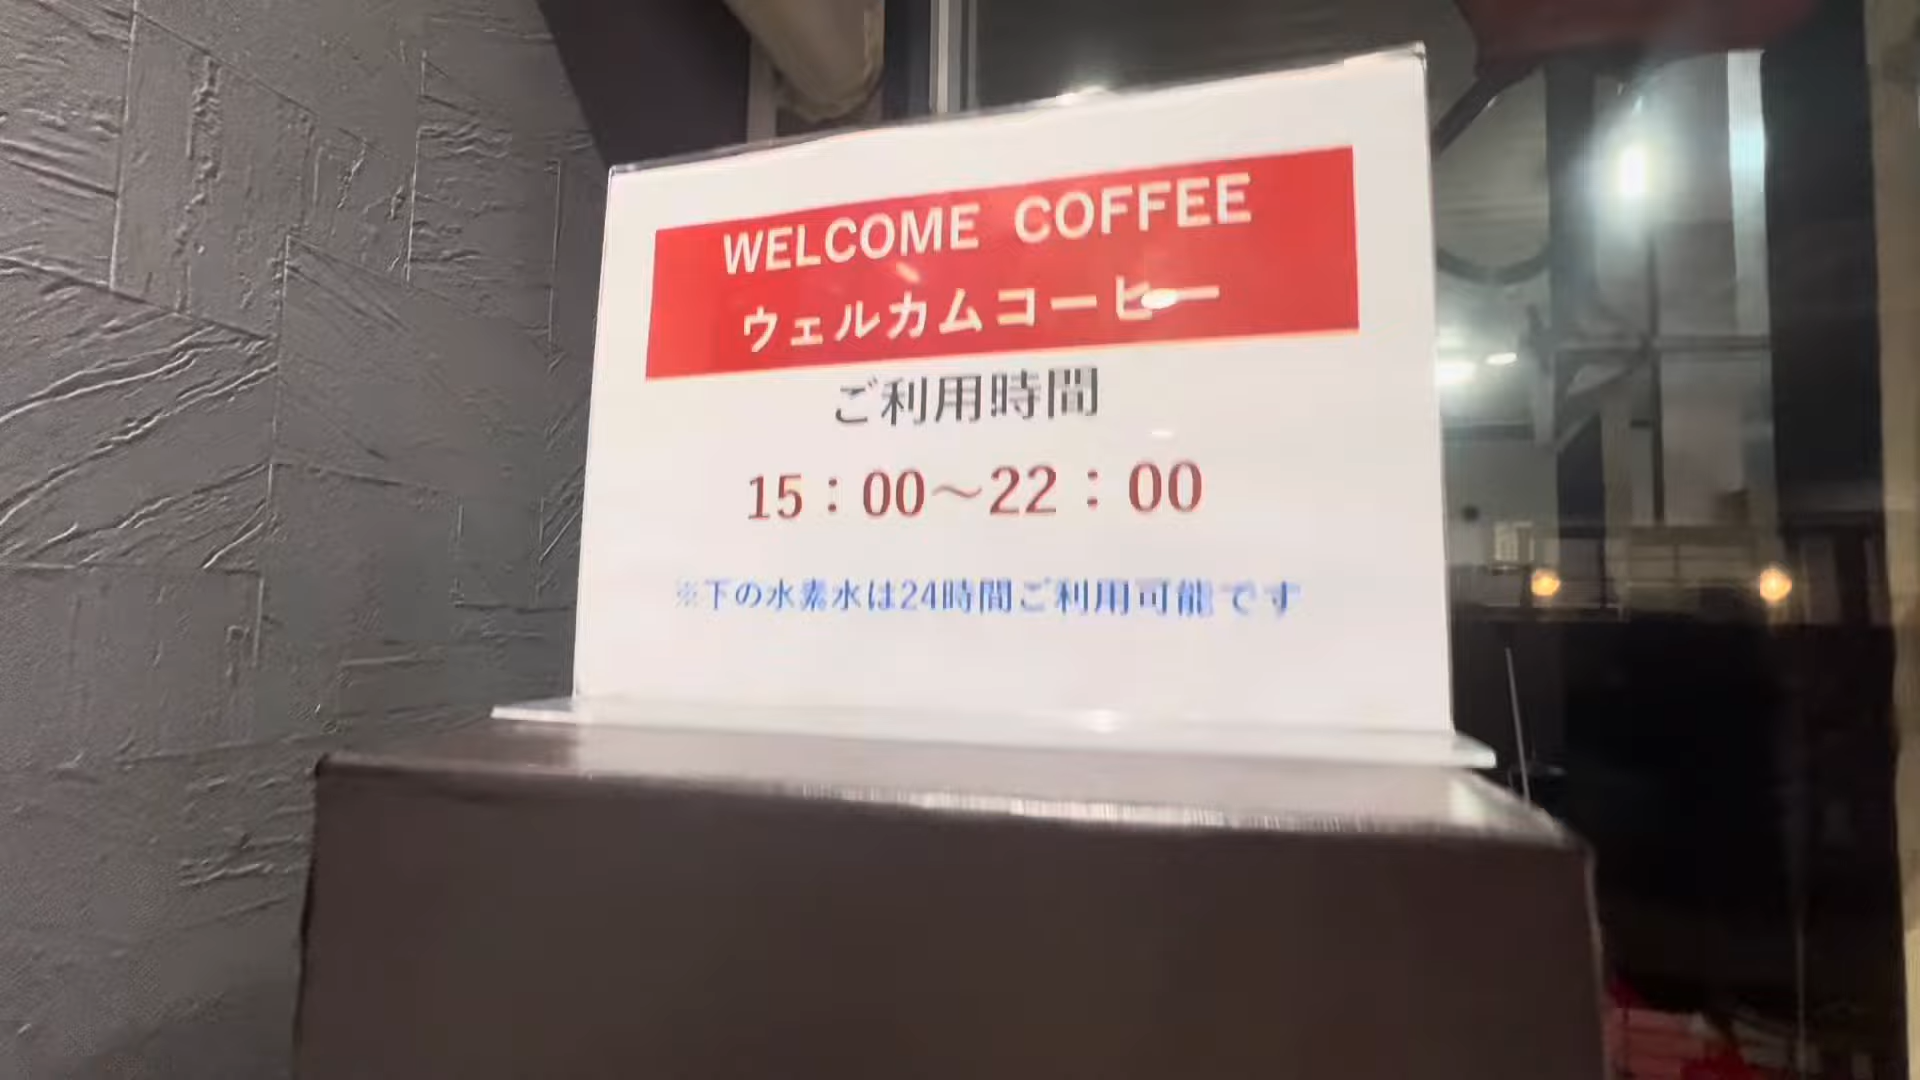 WELCOME COFFEE
ウェルカムコーヒー
ご利用時間
15：00～22：00
※下の水素水は24時間ご利用可能です